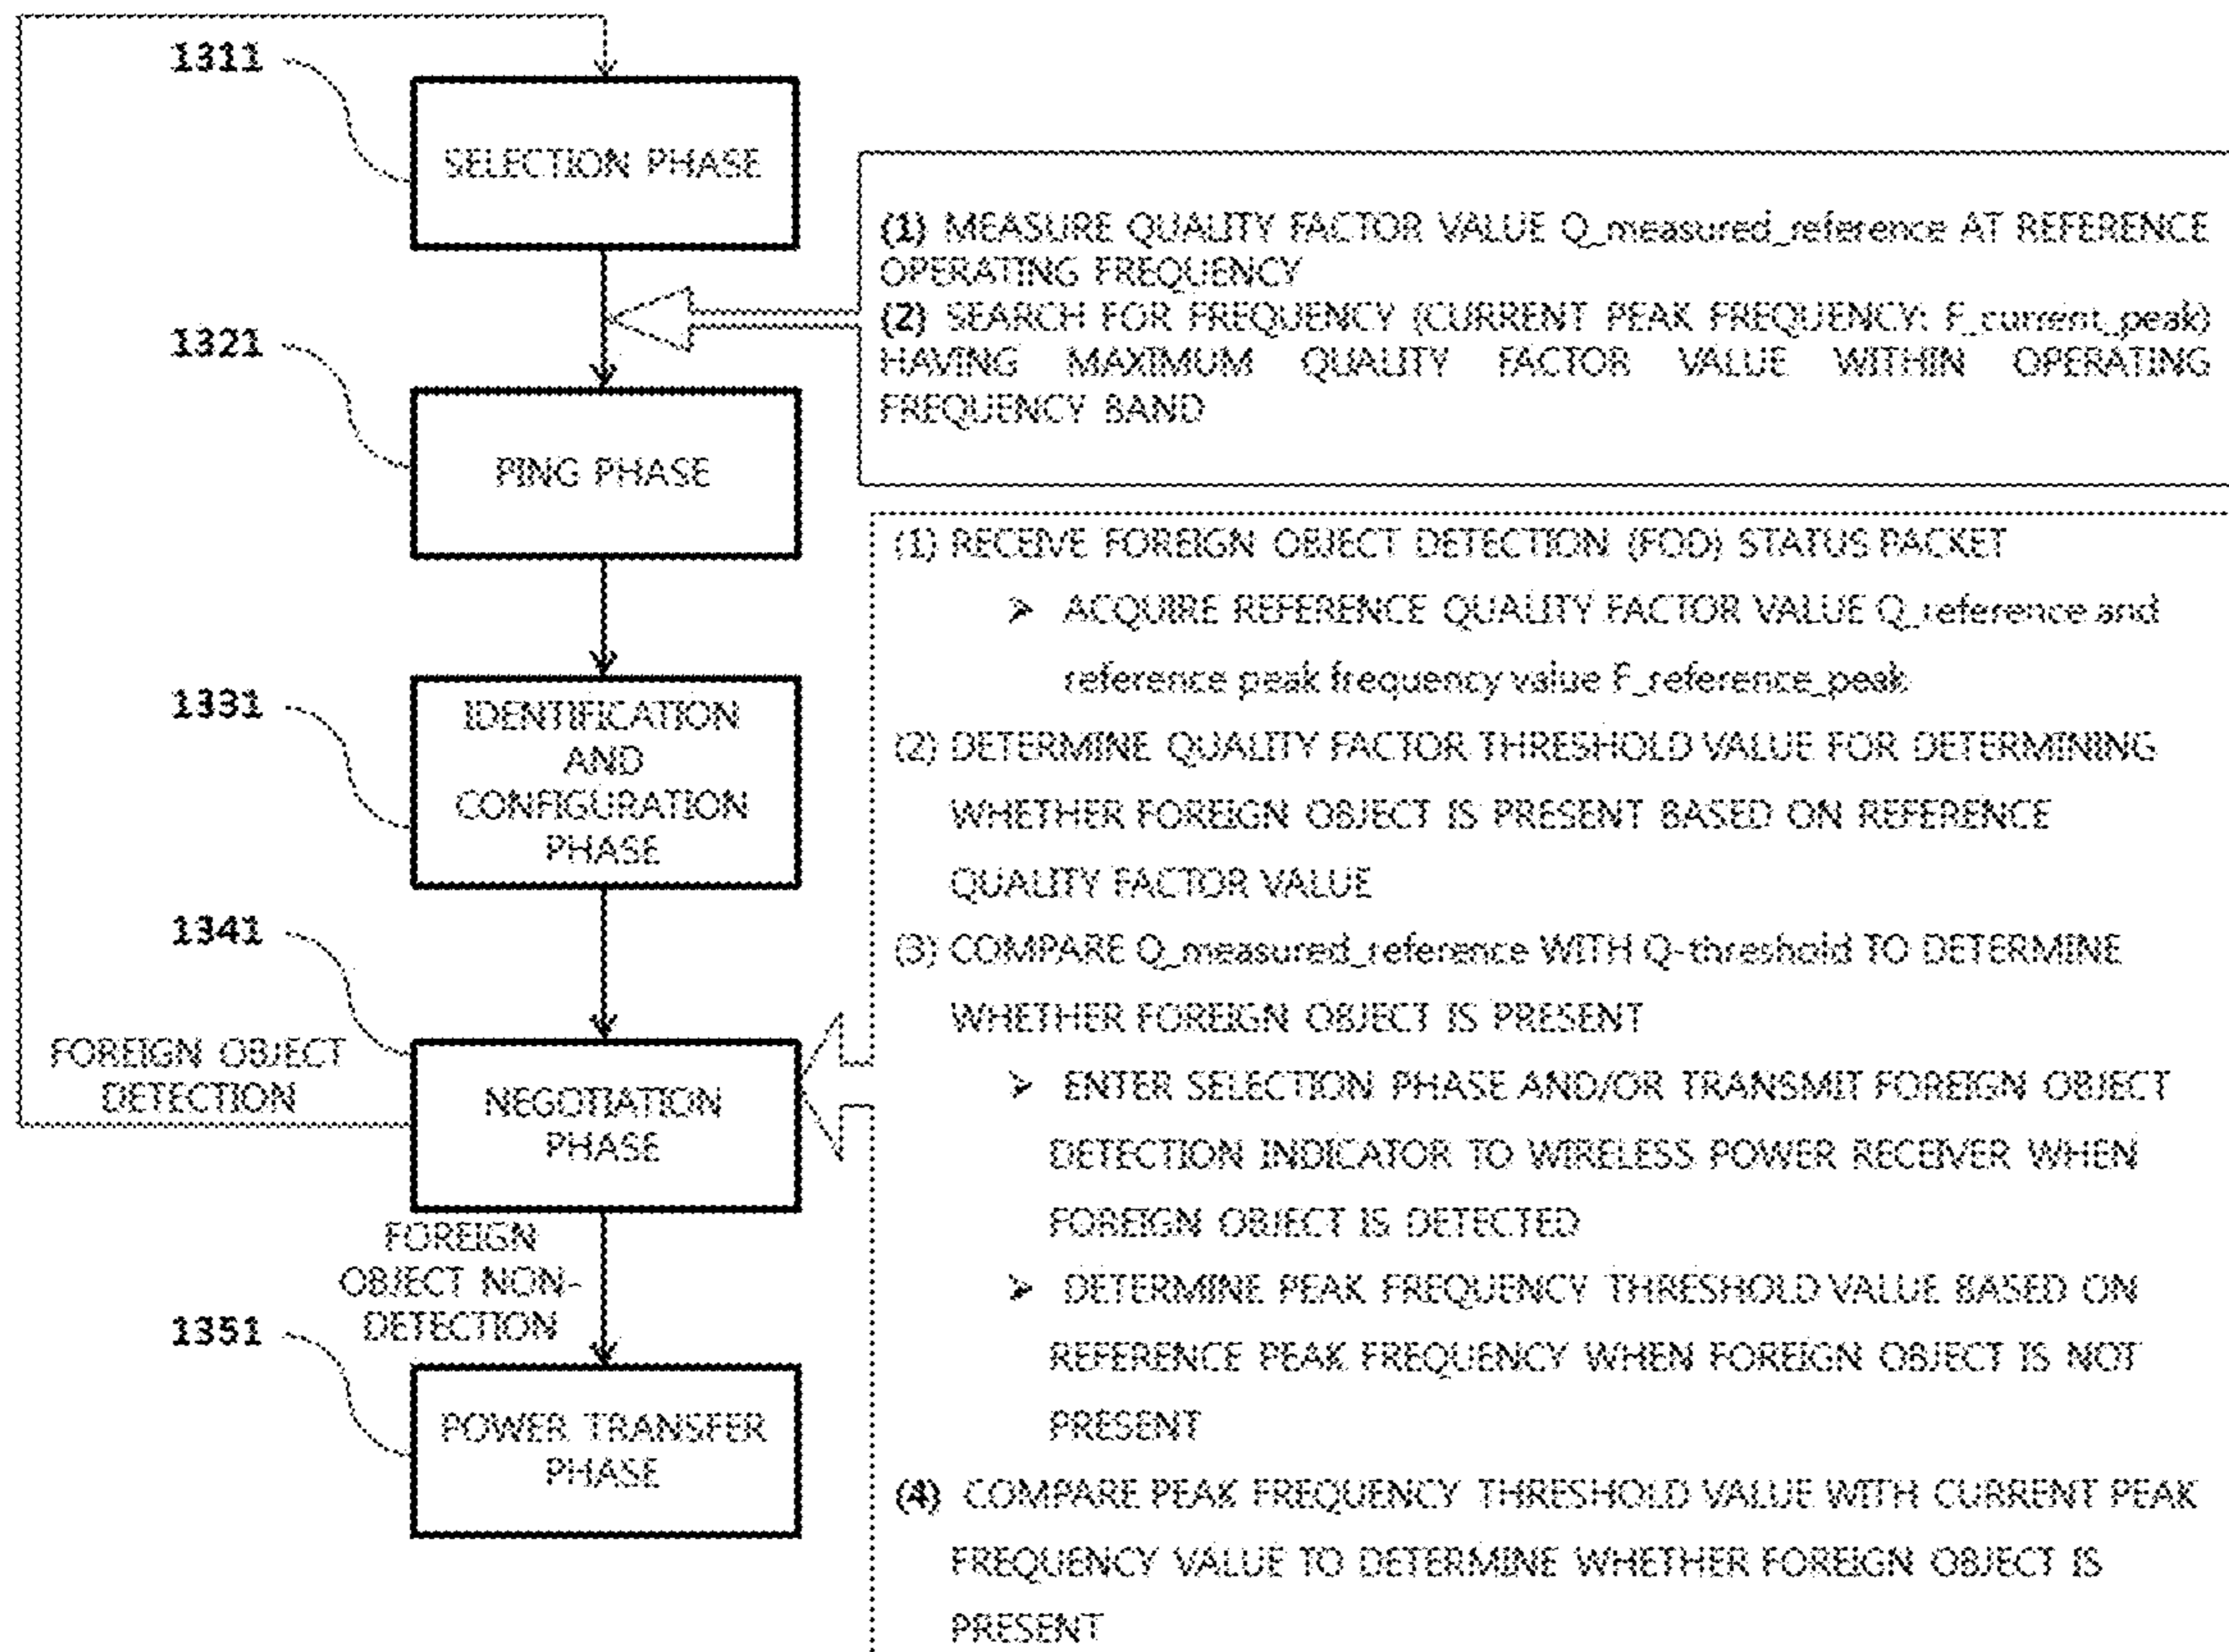 1311
SELECTION PHASE
(1) MEASURE QUALITY FACTOR VALUE Q_measured_reference AT REFERENCE
OPERATING FREQUENCY
(2) SEARCH FOR FREQUENCY (CURRENT PEAK FREQUENCY: F_current_peak)
HAVING MAXIMUM QUALITY FACTOR VALUE WITHIN OPERATING
FREQUENCY BAND
1321
PING PHASE
1331
IDENTIFICATION
AND
CONFIGURATION
PHASE
1341
FOREIGN OBJECT
DETECTION
NEGOTIATION
PHASE
FOREIGN
OBJECT NON-
DETECTION
1351
POWER TRANSFER
PHASE
(1) RECEIVE FOREIGN OBJECT DETECTION (FOD) STATUS PACKET
➢ ACQUIRE REFERENCE QUALITY FACTOR VALUE Q_reference and
reference peak frequency value F_reference_peak
(2) DETERMINE QUALITY FACTOR THRESHOLD VALUE FOR DETERMINING
WHETHER FOREIGN OBJECT IS PRESENT BASED ON REFERENCE
QUALITY FACTOR VALUE
(3) COMPARE Q_measured_reference WITH Q-threshold TO DETERMINE
WHETHER FOREIGN OBJECT IS PRESENT
➢ ENTER SELECTION PHASE AND/OR TRANSMIT FOREIGN OBJECT
DETECTION INDICATOR TO WIRELESS POWER RECEIVER WHEN
FOREIGN OBJECT IS DETECTED
➢ DETERMINE PEAK FREQUENCY THRESHOLD VALUE BASED ON
REFERENCE PEAK FREQUENCY WHEN FOREIGN OBJECT IS NOT
PRESENT
(4) COMPARE PEAK FREQUENCY THRESHOLD VALUE WITH CURRENT PEAK
FREQUENCY VALUE TO DETERMINE WHETHER FOREIGN OBJECT IS
PRESENT